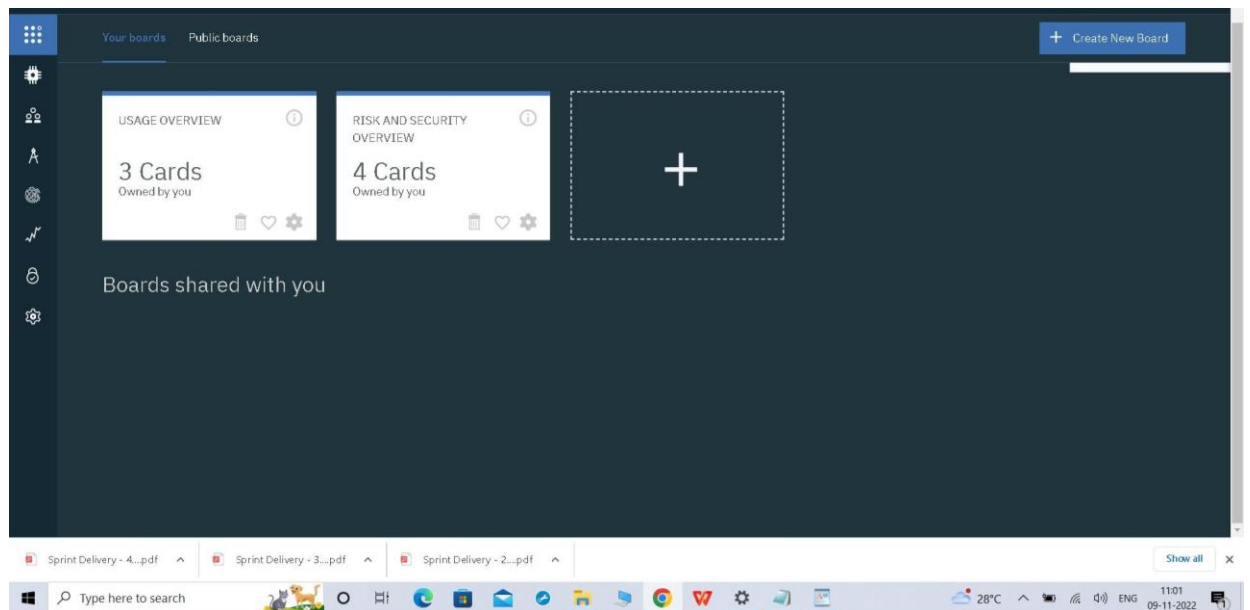 Your boards
Public boards
+ Create New Board
USAGE OVERVIEW
3 Cards
Owned by you
RISK AND SECURITY
OVERVIEW
4 Cards
Owned by you
Boards shared with you
Sprint Delivery - 4....pdf
Sprint Delivery - 3....pdf
Sprint Delivery - 2....pdf
Show all
Type here to search
28°C
ENG
11:01
09-11-2022
1